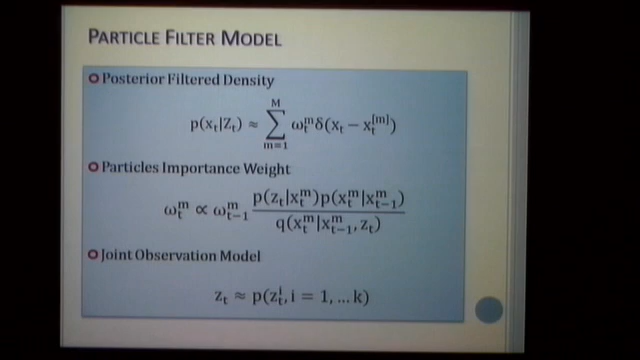 PARTICLE FILTER MODEL
Posterior Filtered Density
p(x_t|Z_t) ≈ ∑_{m=1}^{M} ω_t^m δ(x_t − x_t^{[m]})
Particles Importance Weight
ω_t^m ∝ ω_{t−1}^m p(z_t|x_t^m)p(x_t^m|x_{t−1}^m) / q(x_t^m|x_{t−1}^m, z_t)
Joint Observation Model
z_t ≈ p(z_t^i, i = 1, … k)